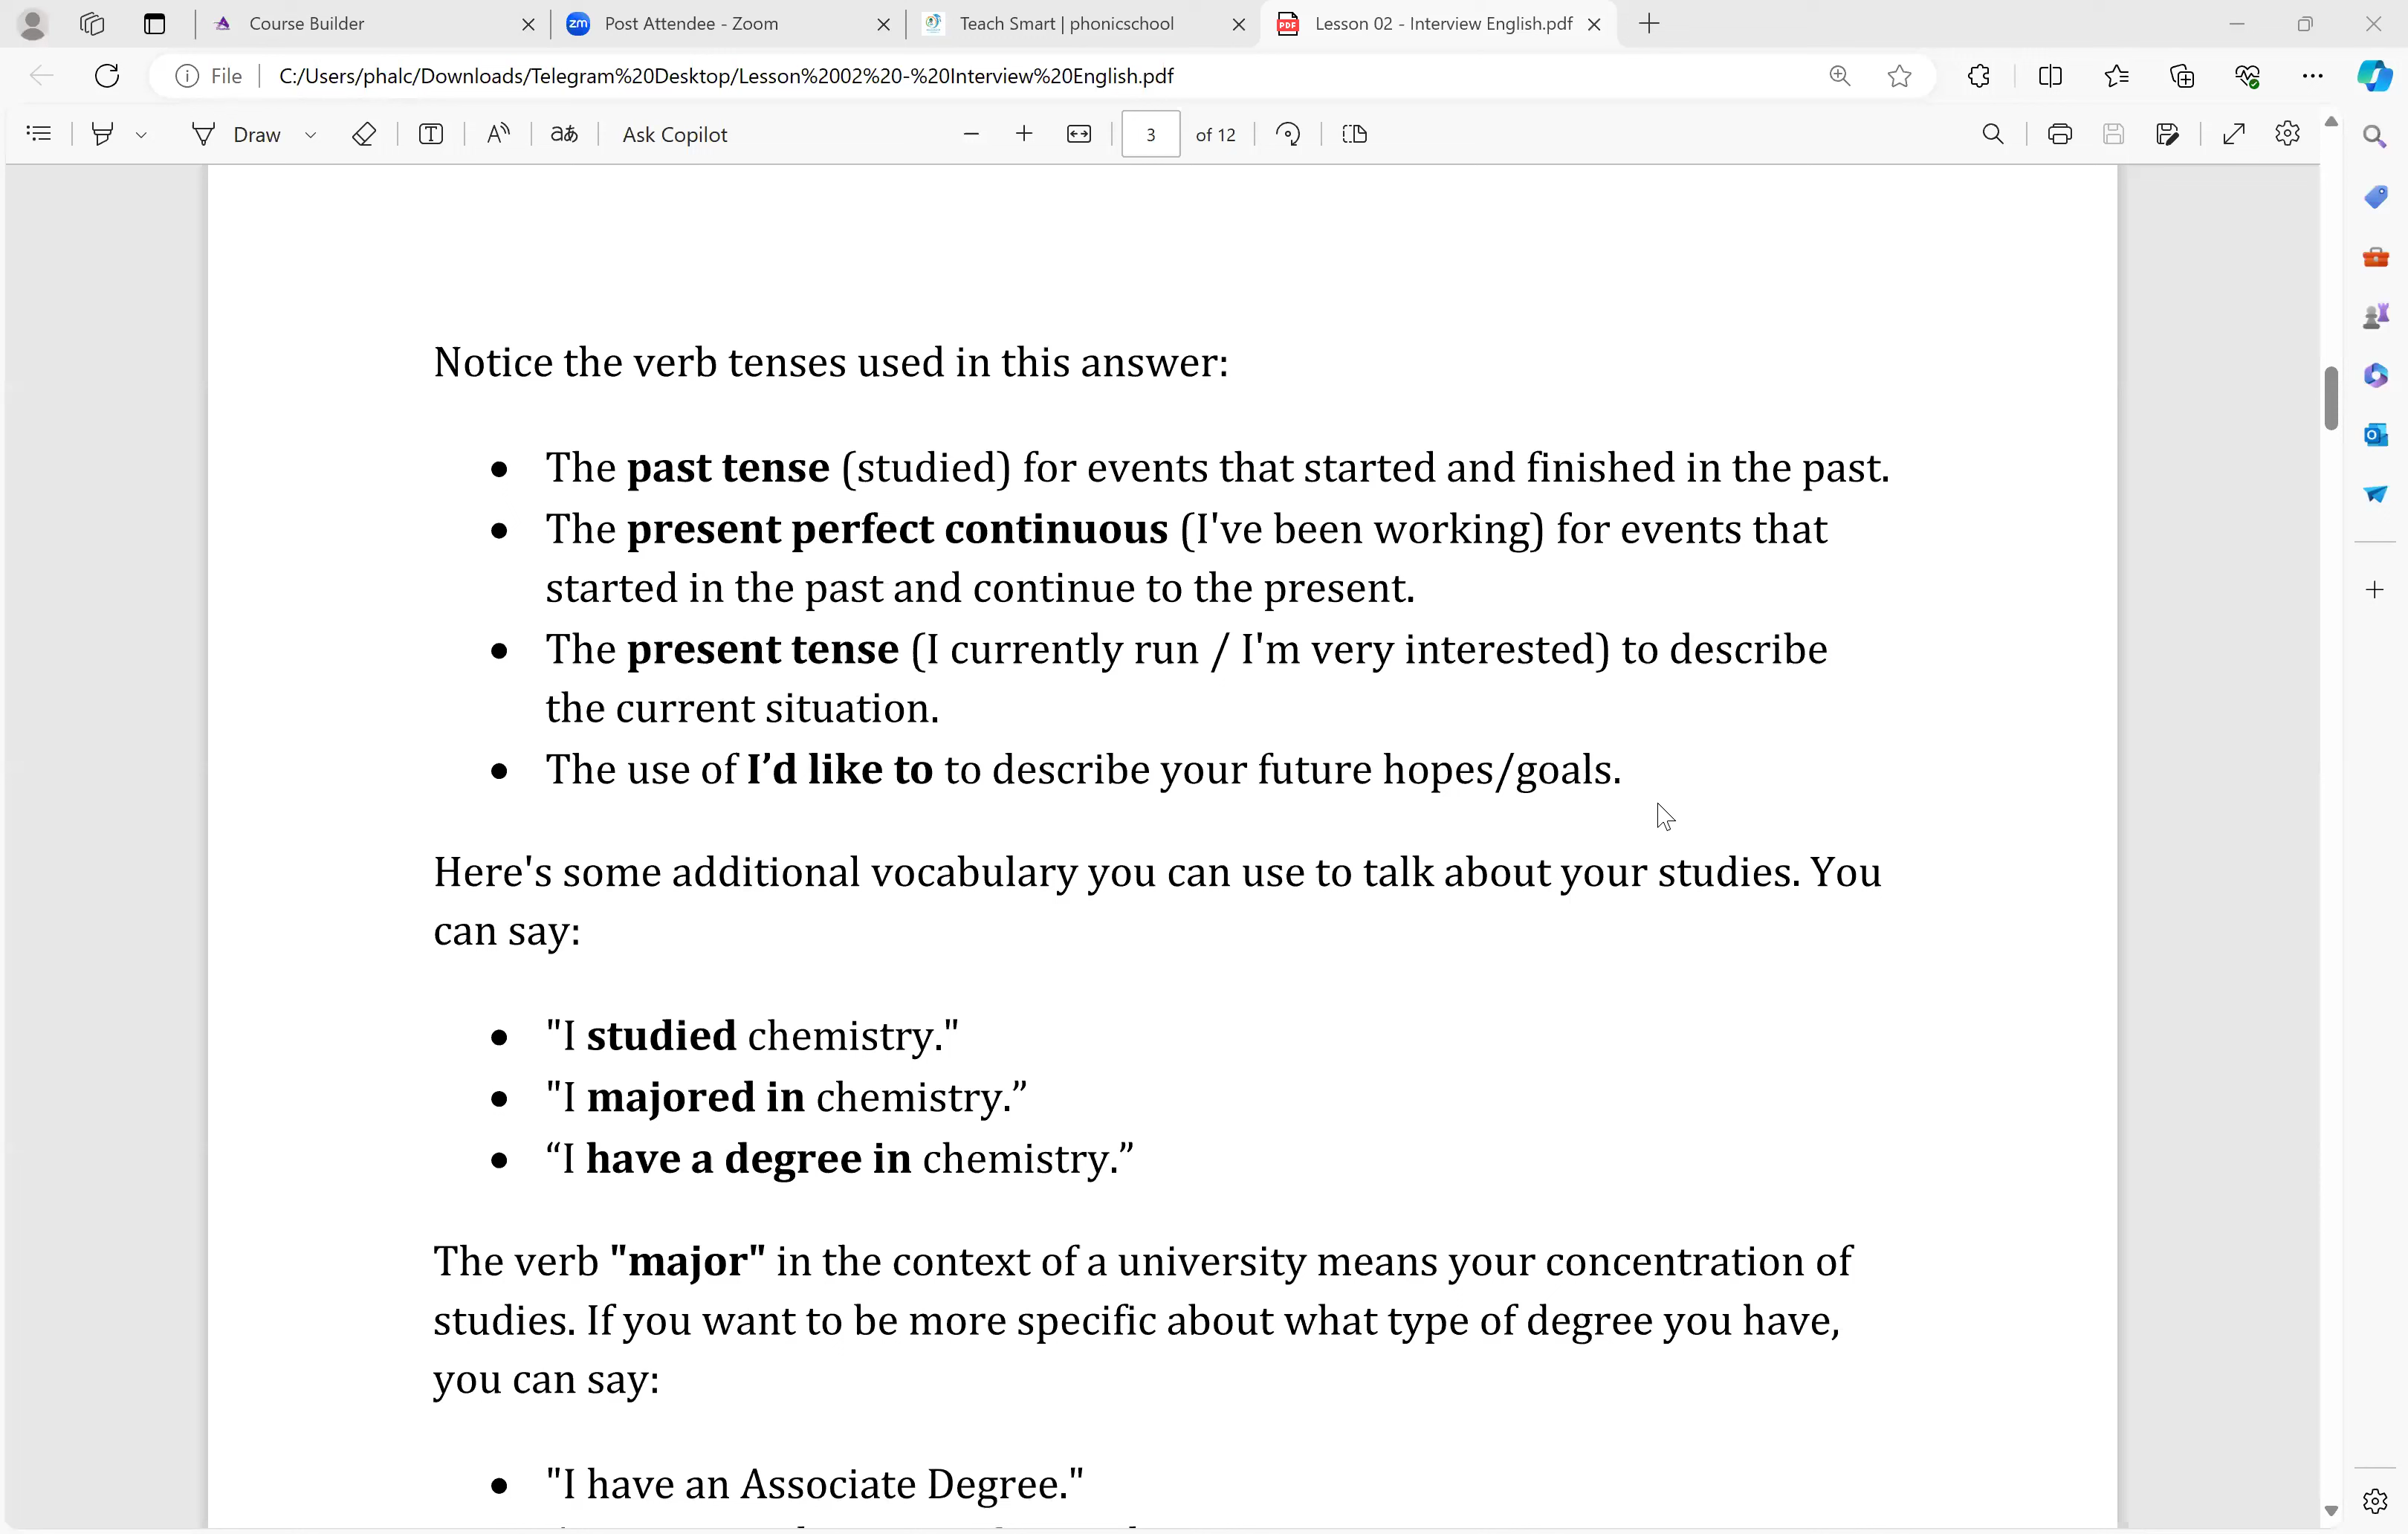 Course Builder
Post Attendee - Zoom
Teach Smart | phonicschool
Lesson 02 - Interview English.pdf
File
C:/Users/phalc/Downloads/Telegram%20Desktop/Lesson%2002%20-%20Interview%20English.pdf
Draw
Ask Copilot
3
of 12
Notice the verb tenses used in this answer:
• The past tense (studied) for events that started and finished in the past.
• The present perfect continuous (I've been working) for events that
started in the past and continue to the present.
• The present tense (I currently run / I'm very interested) to describe
the current situation.
• The use of I’d like to to describe your future hopes/goals.
Here's some additional vocabulary you can use to talk about your studies. You
can say:
• "I studied chemistry."
• "I majored in chemistry.”
• “I have a degree in chemistry.”
The verb "major" in the context of a university means your concentration of
studies. If you want to be more specific about what type of degree you have,
you can say:
• "I have an Associate Degree."